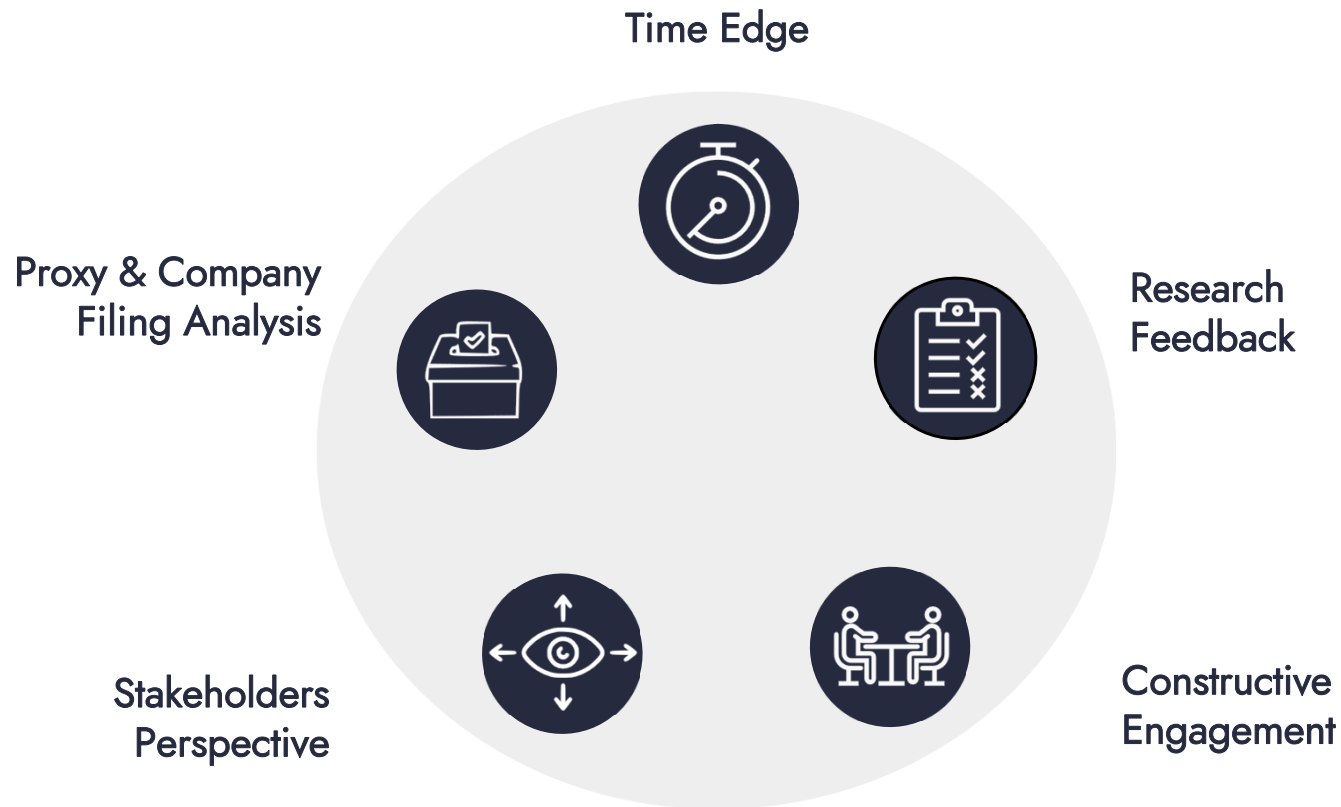 Time Edge
Proxy & Company
Filing Analysis
Research
Feedback
Stakeholders
Perspective
Constructive
Engagement